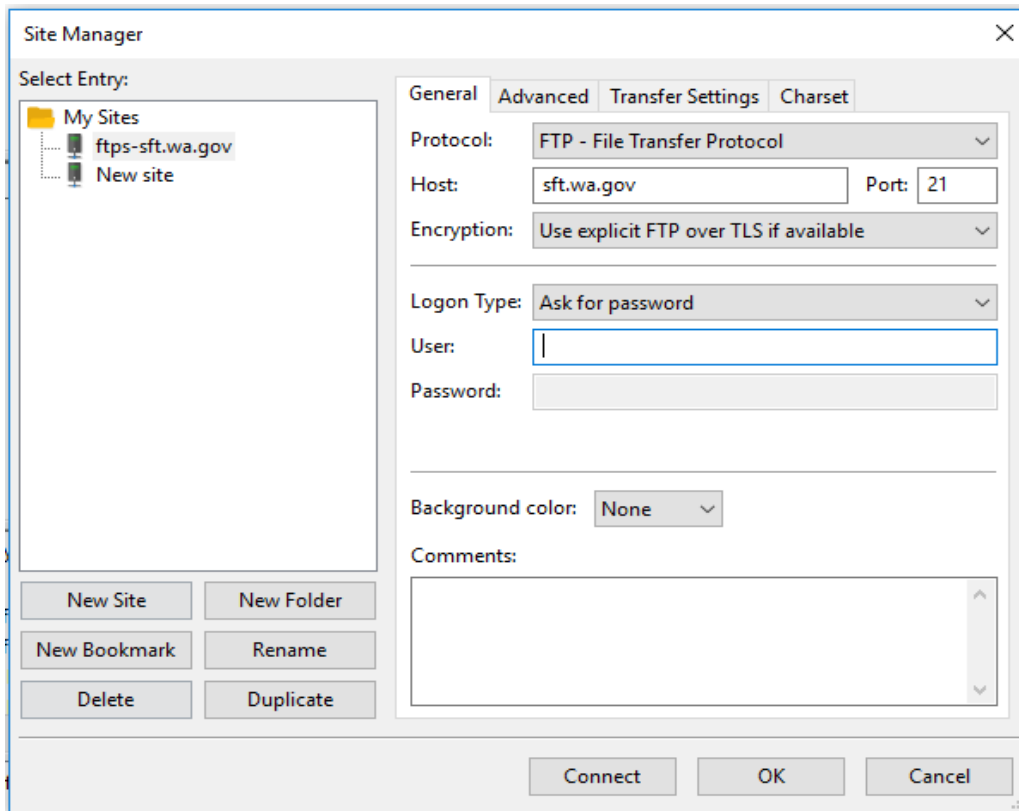 Site Manager
Select Entry:
My Sites
ftps-sft.wa.gov
New site
New Site
New Folder
New Bookmark
Rename
Delete
Duplicate
General Advanced Transfer Settings Charset
Protocol: FTP - File Transfer Protocol
Host: sft.wa.gov Port: 21
Encryption: Use explicit FTP over TLS if available
Logon Type: Ask for password
User:
Password:
Background color: None
Comments:
Connect OK Cancel